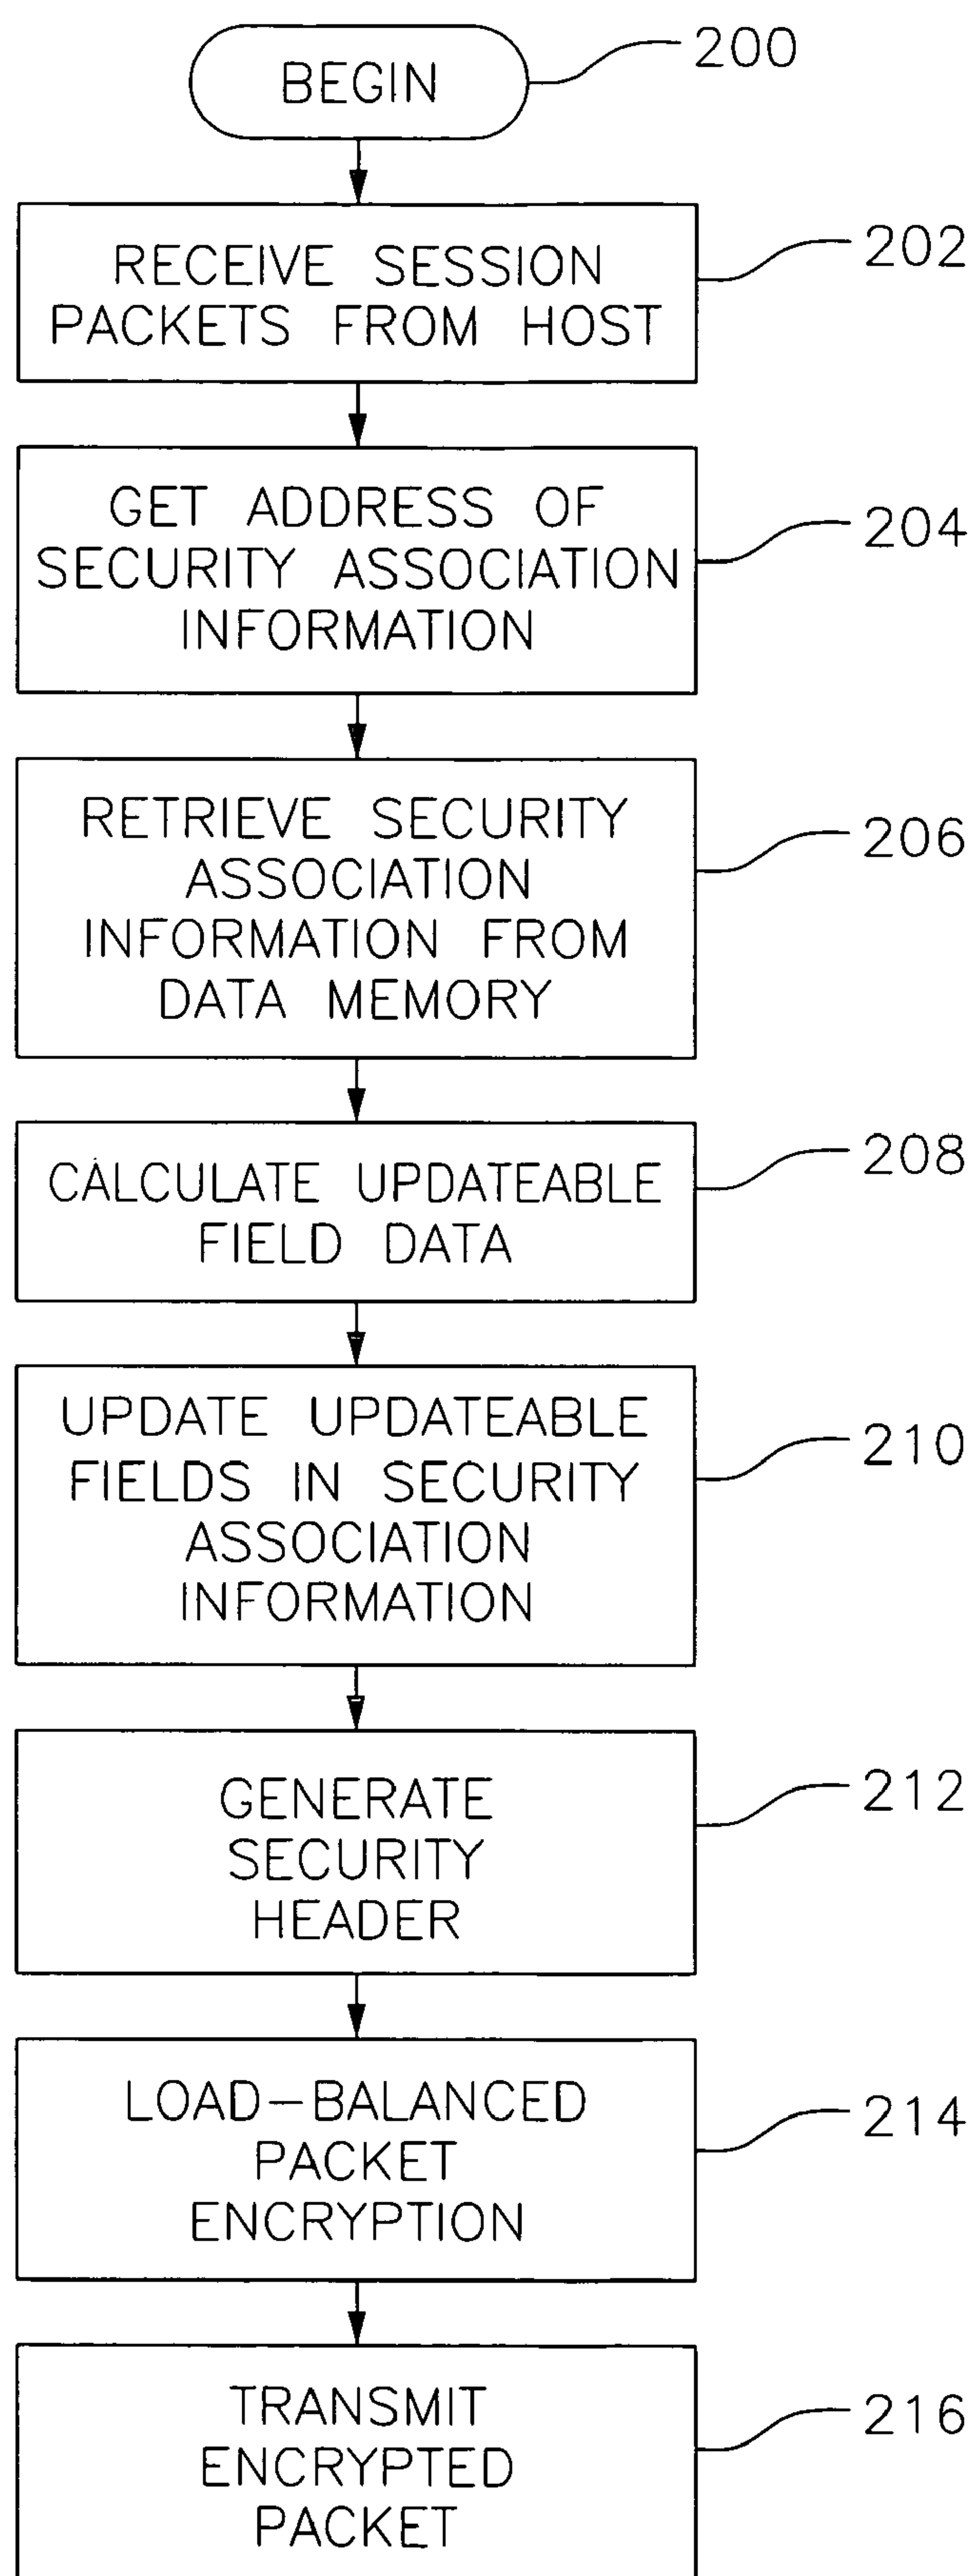 BEGIN
200
RECEIVE SESSION
PACKETS FROM HOST
202
GET ADDRESS OF
SECURITY ASSOCIATION
INFORMATION
204
RETRIEVE SECURITY
ASSOCIATION
INFORMATION FROM
DATA MEMORY
206
CALCULATE UPDATEABLE
FIELD DATA
208
UPDATE UPDATEABLE
FIELDS IN SECURITY
ASSOCIATION
INFORMATION
210
GENERATE
SECURITY
HEADER
212
LOAD-BALANCED
PACKET
ENCRYPTION
214
TRANSMIT
ENCRYPTED
PACKET
216